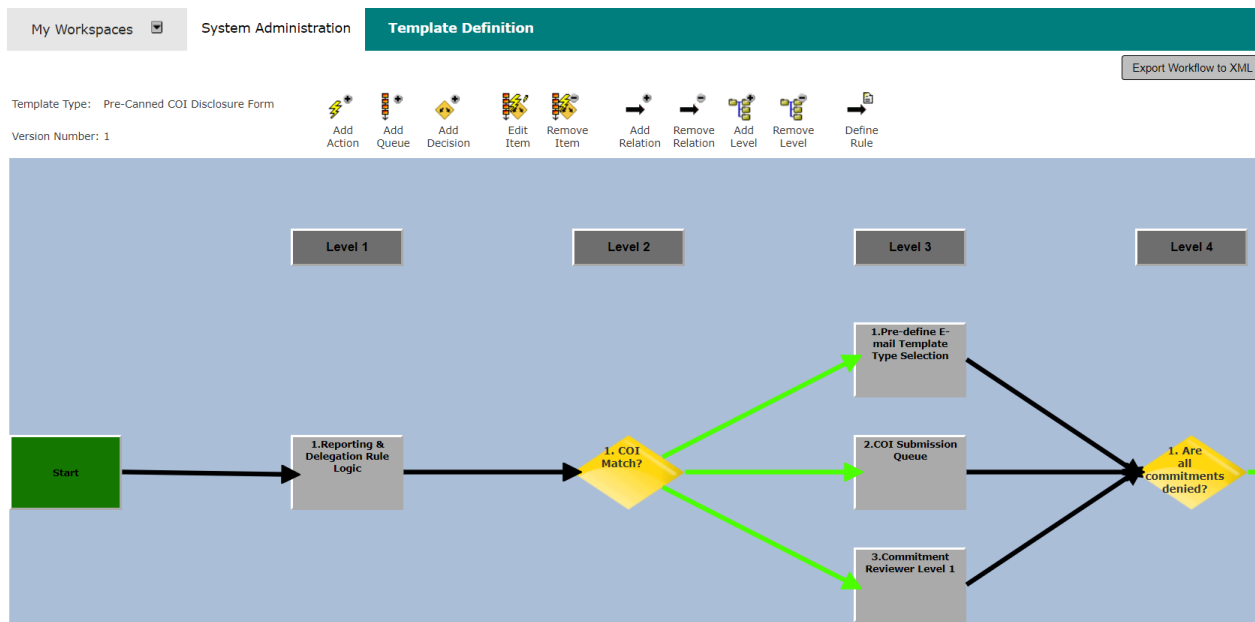 My Workspaces
System Administration
Template Definition
Export Workflow to XML
Template Type: Pre-Canned COI Disclosure Form
Version Number: 1
Add
Action
Add
Queue
Add
Decision
Edit
Item
Remove
Item
Add
Relation
Remove
Relation
Add
Level
Remove
Level
Define
Rule
Level 1
Level 2
Level 3
Level 4
Start
1.Reporting &
Delegation Rule
Logic
1. COI
Match?
1.Pre-define E-
mail Template
Type Selection
2.COI Submission
Queue
3.Commitment
Reviewer Level 1
1. Are
all
commitments
denied?